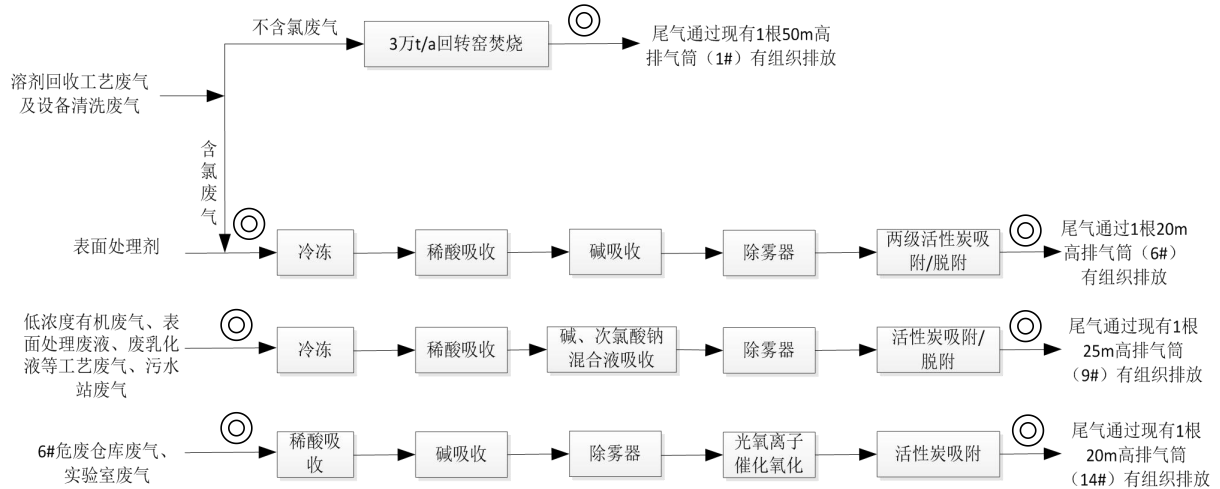 不含氯废气
3万t/a回转窑焚烧
尾气通过现有1根50m高
排气筒（1#）有组织排放
溶剂回收工艺废气
及设备清洗废气
含
氯
废
气
表面处理剂
冷冻
稀酸吸收
碱吸收
除雾器
两级活性炭吸
附/脱附
尾气通过1根20m
高排气筒（6#）
有组织排放
低浓度有机废气、表
面处理废液、废乳化
液等工艺废气、污水
站废气
冷冻
稀酸吸收
碱、次氯酸钠
混合液吸收
除雾器
活性炭吸附/
脱附
尾气通过现有1根
25m高排气筒
（9#）有组织排放
6#危废仓库废气、
实验室废气
稀酸吸
收
碱吸收
除雾器
光氧离子
催化氧化
活性炭吸附
尾气通过现有1根
20m高排气筒
（14#）有组织排放